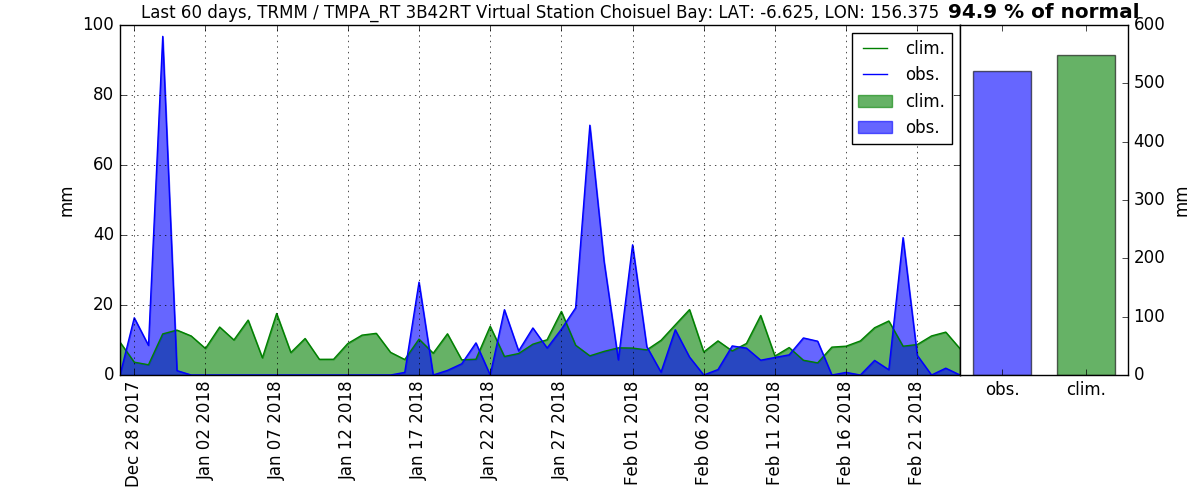 Last 60 days, TRMM / TMPA_RT 3B42RT Virtual Station Choisuel Bay: LAT: -6.625, LON: 156.375 94.9 % of normal
100
80
60
40
20
0
mm
clim.
obs.
clim.
obs.
600
500
400
300
200
100
0
mm
Dec 28 2017
Jan 02 2018
Jan 07 2018
Jan 12 2018
Jan 17 2018
Jan 22 2018
Jan 27 2018
Feb 01 2018
Feb 06 2018
Feb 11 2018
Feb 16 2018
Feb 21 2018
obs.
clim.